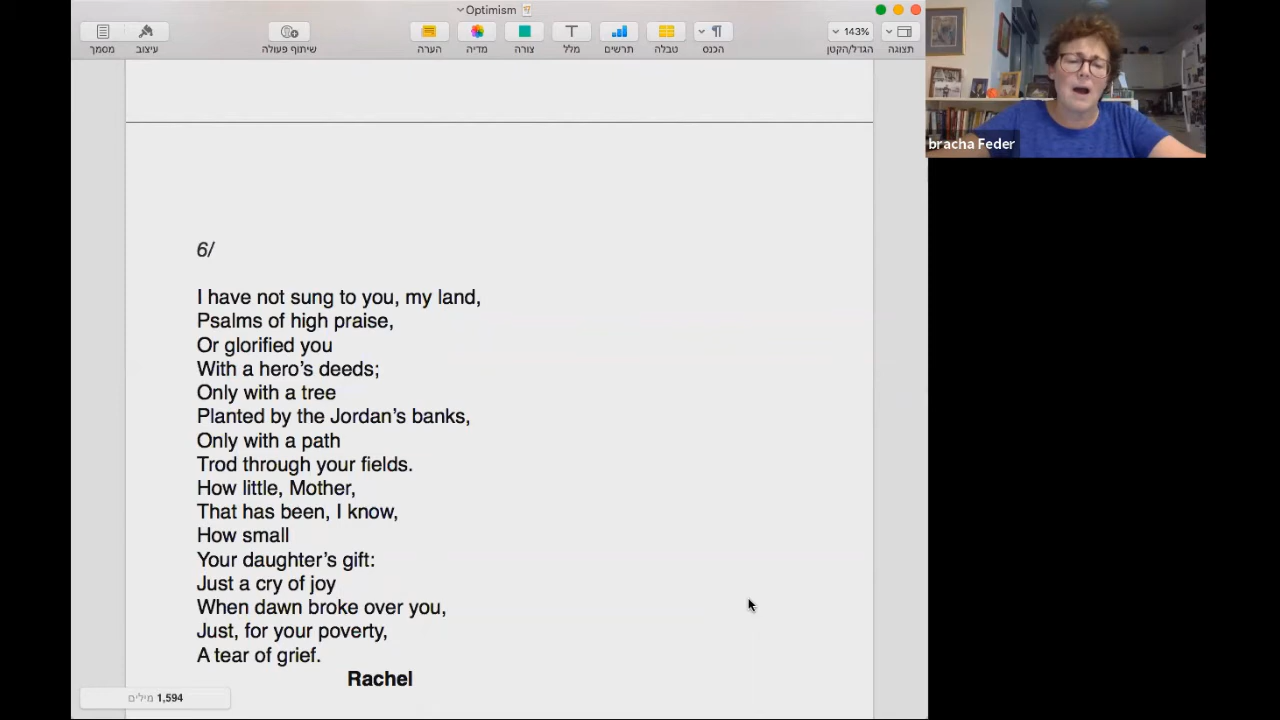 Optimism
מסמך
עיצוב
שיתוף פעולה
הערה
מדיה
צורה
מלל
תרשים
טבלה
הכנס
143%
הגדל/הקטן
תצוגה
bracha Feder
6/
I have not sung to you, my land,
Psalms of high praise,
Or glorified you
With a hero's deeds;
Only with a tree
Planted by the Jordan's banks,
Only with a path
Trod through your fields.
How little, Mother,
That has been, I know,
How small
Your daughter's gift:
Just a cry of joy
When dawn broke over you,
Just, for your poverty,
A tear of grief.
Rachel
1,594 מילים